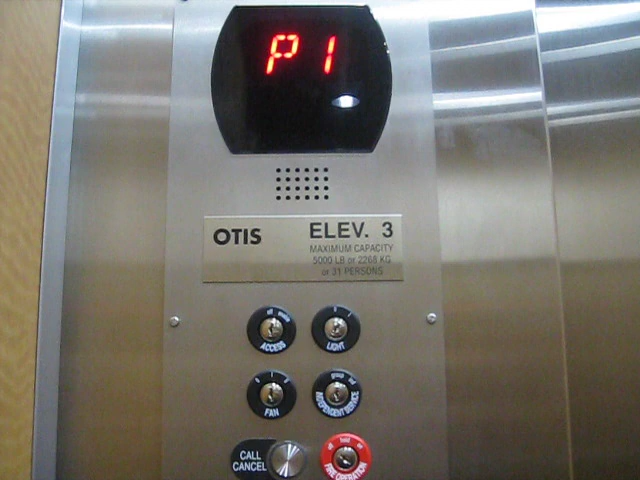 P1
OTIS
ELEV. 3
MAXIMUM CAPACITY
5000 LB or 2268 KG
or 31 PERSONS
ACCESS
LIGHT
FAN
INDEPENDENT SERVICE
CALL
CANCEL
FIRE OPERATION